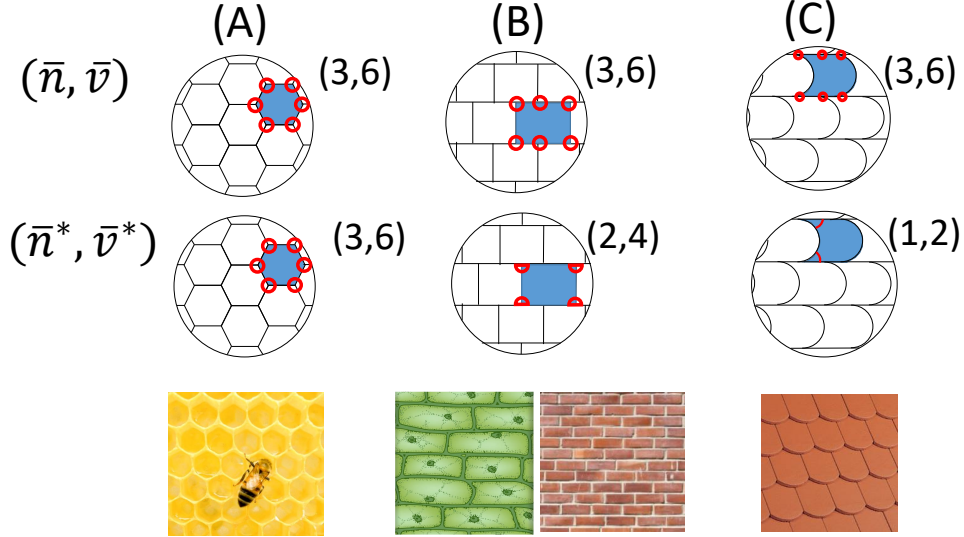 (A) (B) (C)
(n̄, v̄) (3,6) (3,6) (3,6)
(n̄*, v̄*) (3,6) (2,4) (1,2)